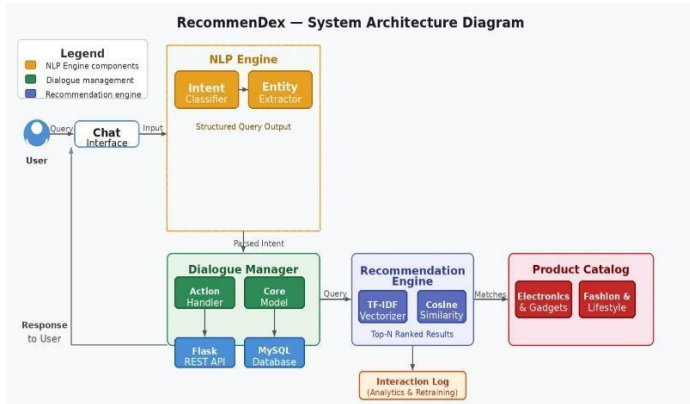 RecommenDex — System Architecture Diagram
Legend
NLP Engine components
Dialogue management
Recommendation engine
NLP Engine
Intent
Classifier
Entity
Extractor
Structured Query Output
User
Query
Chat
Interface
Input
Parsed Intent
Dialogue Manager
Action
Handler
Core
Model
Flask
REST API
MySQL
Database
Query
Recommendation
Engine
TF-IDF
Vectorizer
Cosine
Similarity
Top-N Ranked Results
Matches
Product Catalog
Electronics
& Gadgets
Fashion &
Lifestyle
Response
to User
Interaction Log
(Analytics & Retraining)